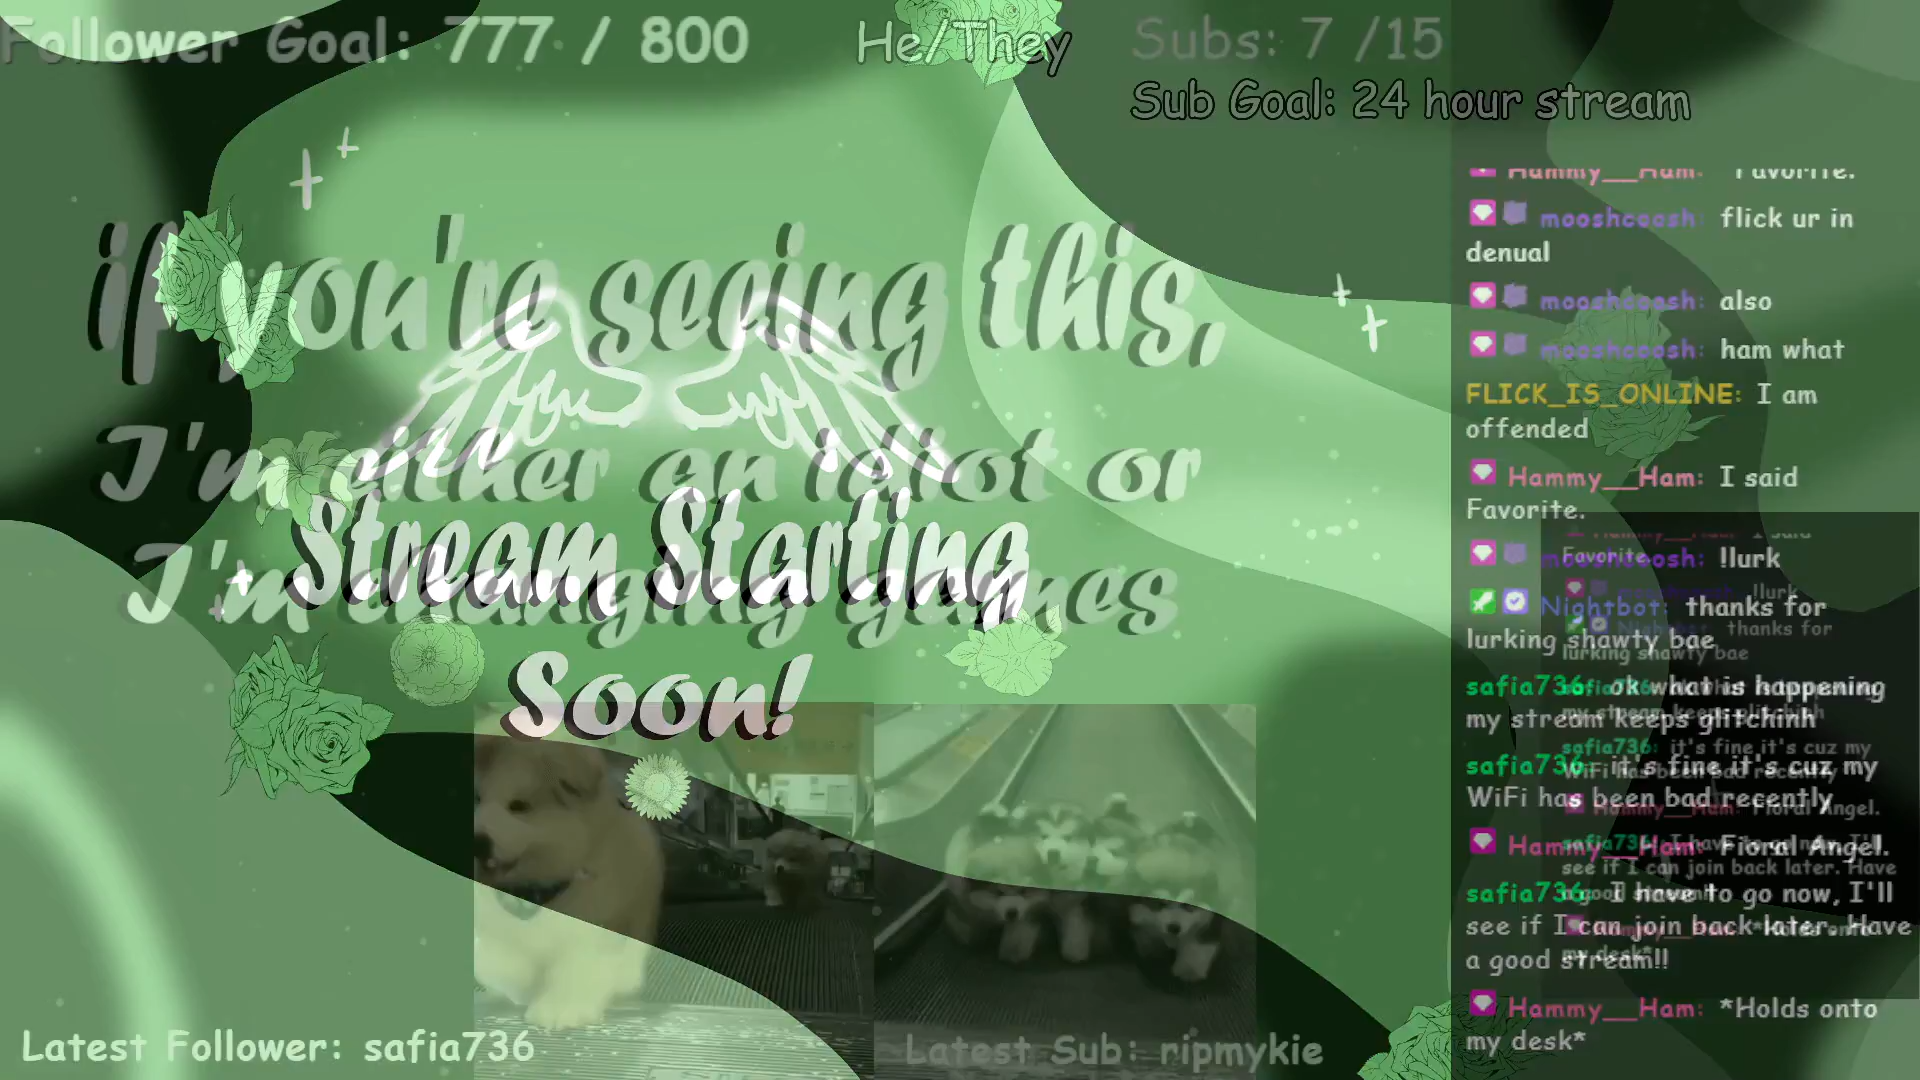 Follower Goal: 777 / 800
He/They
Subs: 7 /15
Sub Goal: 24 hour stream
if you're seeing this,
I'm either an idiot or
I'm changing games
Stream Starting
Soon!
Latest Follower: safia736
Latest Sub: ripmykie
Hammy__Ham: Favorite.
mooshcoosh: flick ur in
denual
mooshcoosh: also
mooshcoosh: ham what
FLICK_IS_ONLINE: I am
offended
Hammy__Ham: I said
Favorite.
mooshcoosh: !lurk
Nightbot: thanks for
lurking shawty bae
safia736: ok what is happening
my stream keeps glitchinh
safia736: it's fine it's cuz my
WiFi has been bad recently
Hammy__Ham: Floral Angel.
safia736: I have to go now, I'll
see if I can join back later. Have
a good stream!!
Hammy__Ham: *Holds onto
my desk*